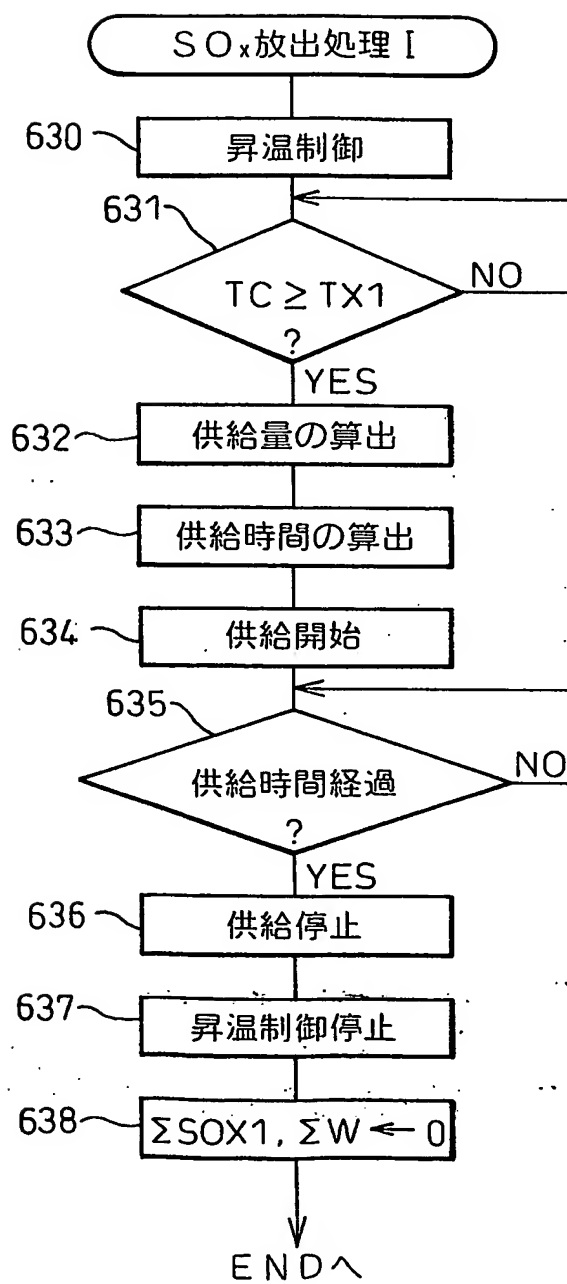 SOx放出処理 I
630
昇温制御
631
TC ≥ TX1
?
NO
YES
632
供給量の算出
633
供給時間の算出
634
供給開始
635
供給時間経過
?
NO
YES
636
供給停止
637
昇温制御停止
638
ΣSOX1, ΣW ← 0
ENDへ